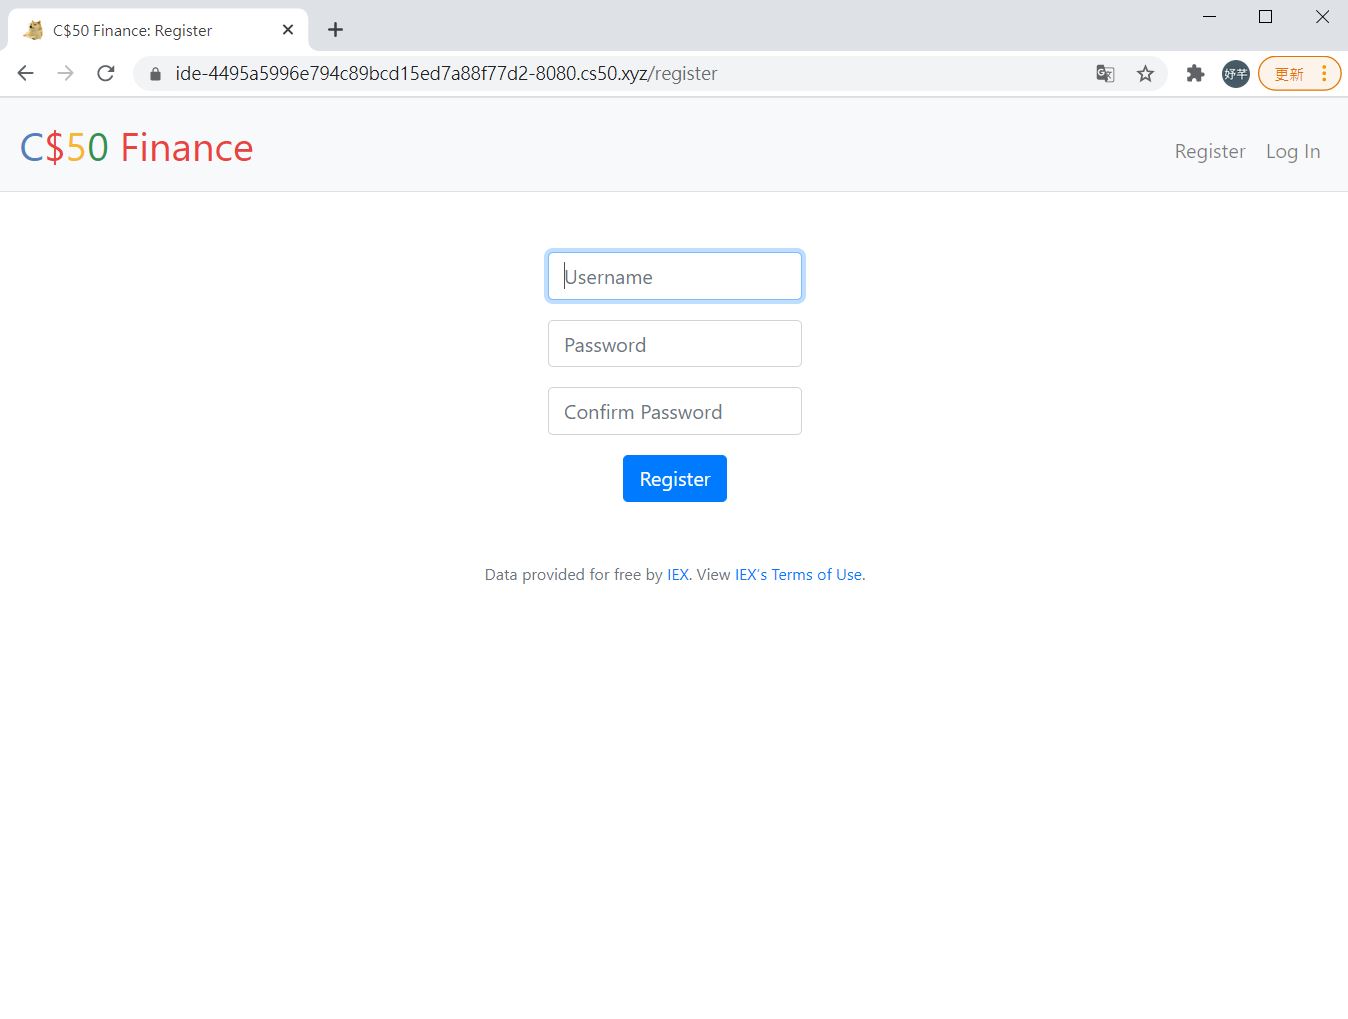 C$50 Finance: Register
ide-4495a5996e794c89bcd15ed7a88f77d2-8080.cs50.xyz/register
妤芊
更新
C$50 Finance
Register
Log In
Username
Password
Confirm Password
Register
Data provided for free by IEX. View IEX's Terms of Use.